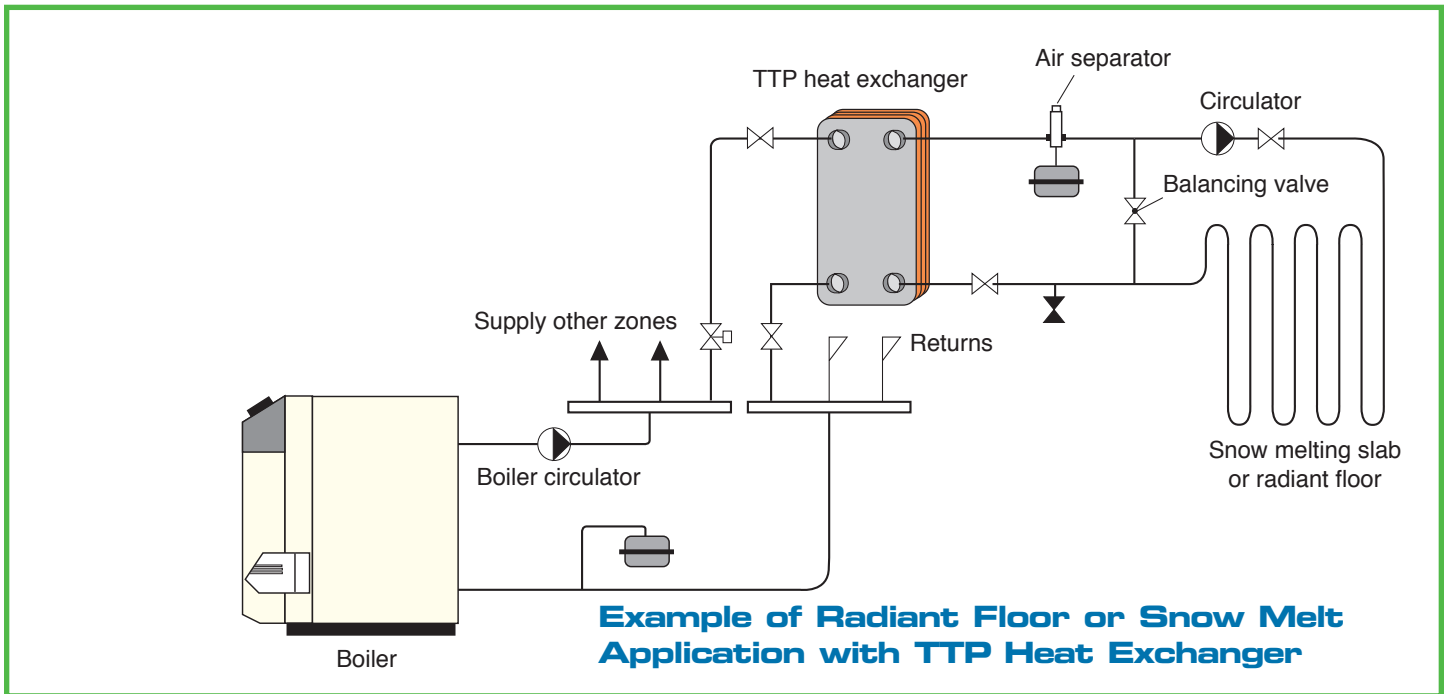 Air separator
TTP heat exchanger
Circulator
Balancing valve
Supply other zones
Returns
Boiler circulator
Snow melting slab
or radiant floor
Boiler
Example of Radiant Floor or Snow Melt
Application with TTP Heat Exchanger